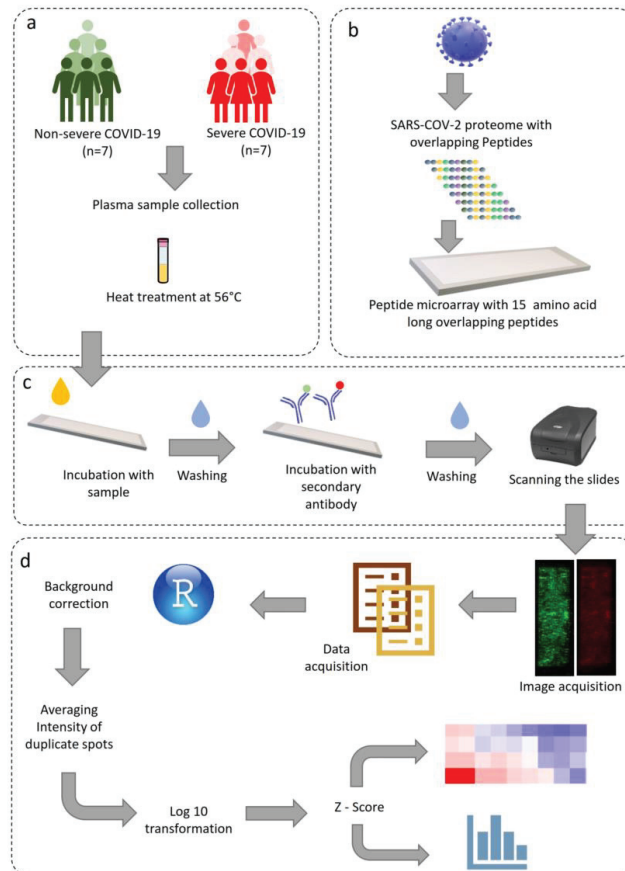 a
Non-severe COVID-19
(n=7)
Severe COVID-19
(n=7)
Plasma sample collection
Heat treatment at 56°C
b
SARS-COV-2 proteome with
overlapping Peptides
Peptide microarray with 15 amino acid
long overlapping peptides
c
Incubation with
sample
Washing
Incubation with
secondary
antibody
Washing
Scanning the slides
d
Background
correction
R
Data
acquisition
Image acquisition
Averaging
Intensity of
duplicate spots
Log 10
transformation
Z - Score